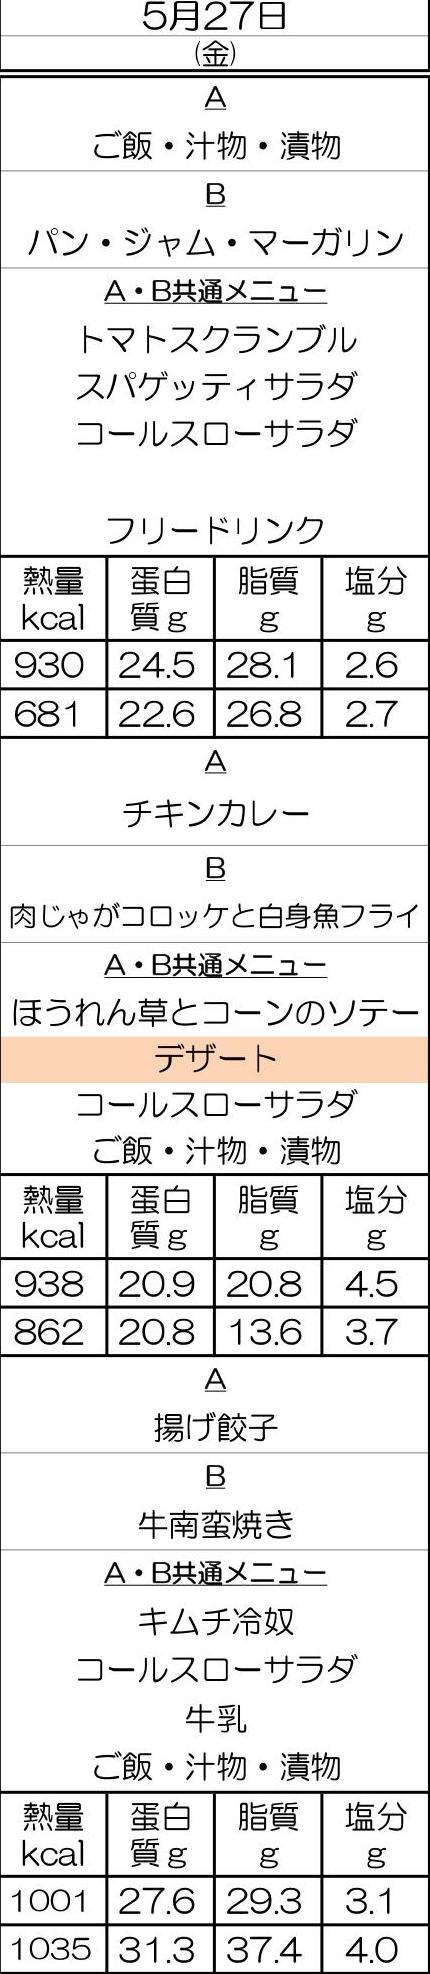 5月27日
(金)
A
ご飯・汁物・漬物
B
パン・ジャム・マーガリン
A・B共通メニュー
トマトスクランブル
スパゲッティサラダ
コールスローサラダ
フリードリンク
熱量 蛋白 脂質 塩分
kcal 質g g g
930 24.5 28.1 2.6
681 22.6 26.8 2.7
A
チキンカレー
B
肉じゃがコロッケと白身魚フライ
A・B共通メニュー
ほうれん草とコーンのソテー
デザート
コールスローサラダ
ご飯・汁物・漬物
熱量 蛋白 脂質 塩分
kcal 質g g g
938 20.9 20.8 4.5
862 20.8 13.6 3.7
A
揚げ餃子
B
牛南蛮焼き
A・B共通メニュー
キムチ冷奴
コールスローサラダ
牛乳
ご飯・汁物・漬物
熱量 蛋白 脂質 塩分
kcal 質g g g
1001 27.6 29.3 3.1
1035 31.3 37.4 4.0